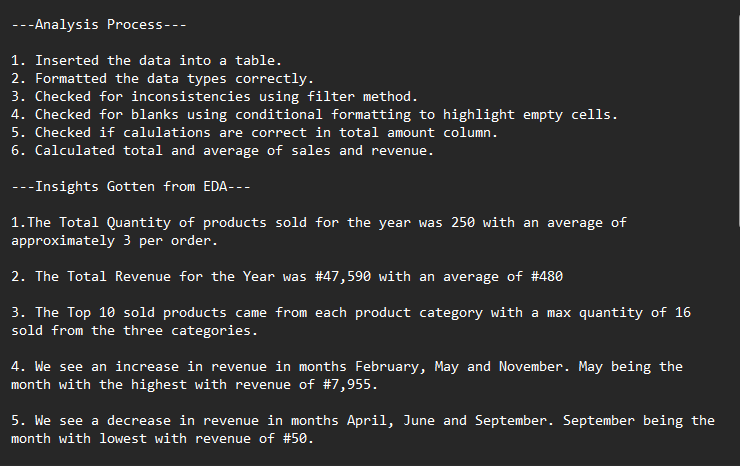 ---Analysis Process---
1. Inserted the data into a table.
2. Formatted the data types correctly.
3. Checked for inconsistencies using filter method.
4. Checked for blanks using conditional formatting to highlight empty cells.
5. Checked if calulations are correct in total amount column.
6. Calculated total and average of sales and revenue.
---Insights Gotten from EDA---
1.The Total Quantity of products sold for the year was 250 with an average of
approximately 3 per order.
2. The Total Revenue for the Year was #47,590 with an average of #480
3. The Top 10 sold products came from each product category with a max quantity of 16
sold from the three categories.
4. We see an increase in revenue in months February, May and November. May being the
month with the highest with revenue of #7,955.
5. We see a decrease in revenue in months April, June and September. September being the
month with lowest with revenue of #50.